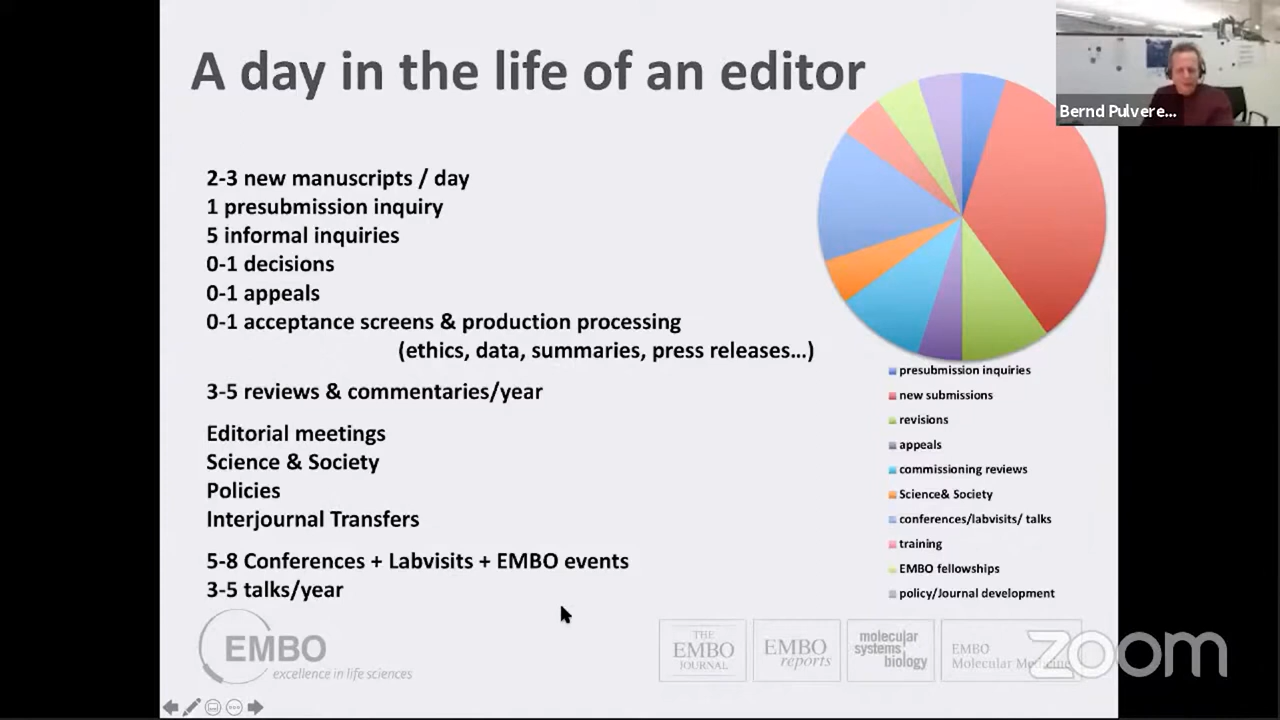 A day in the life of an editor
Bernd Pulvere...
2-3 new manuscripts / day
1 presubmission inquiry
5 informal inquiries
0-1 decisions
0-1 appeals
0-1 acceptance screens & production processing
(ethics, data, summaries, press releases...)
3-5 reviews & commentaries/year
Editorial meetings
Science & Society
Policies
Interjournal Transfers
5-8 Conferences + Labvisits + EMBO events
3-5 talks/year
presubmission inquiries
new submissions
revisions
appeals
commissioning reviews
Science& Society
conferences/labvisits/ talks
training
EMBO fellowships
policy/Journal development
EMBO
excellence in life sciences
THE
EMBO
JOURNAL
EMBO
reports
molecular
systems
biology
EMBO
Molecular Medicine
zoom